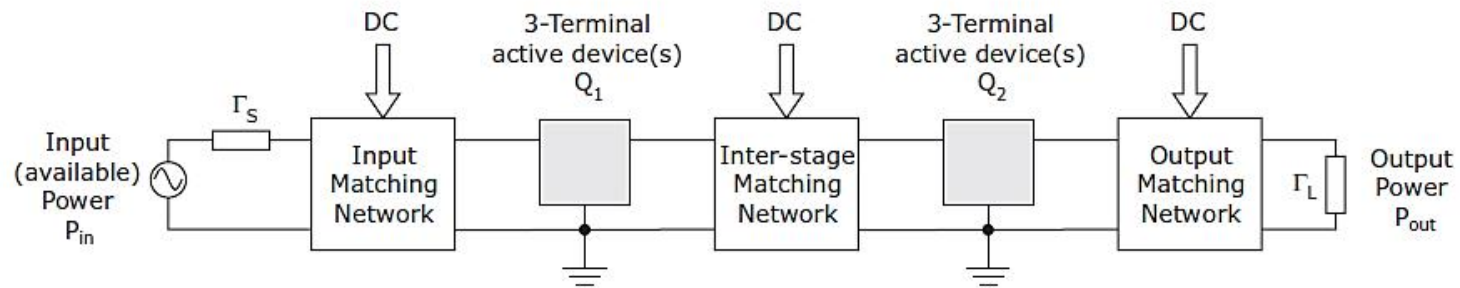 DC
3-Terminal
active device(s)
Q1
DC
3-Terminal
active device(s)
Q2
DC
Input
(available)
Power
Pin
ΓS
Input
Matching
Network
Inter-stage
Matching
Network
Output
Matching
Network
ΓL
Output
Power
Pout